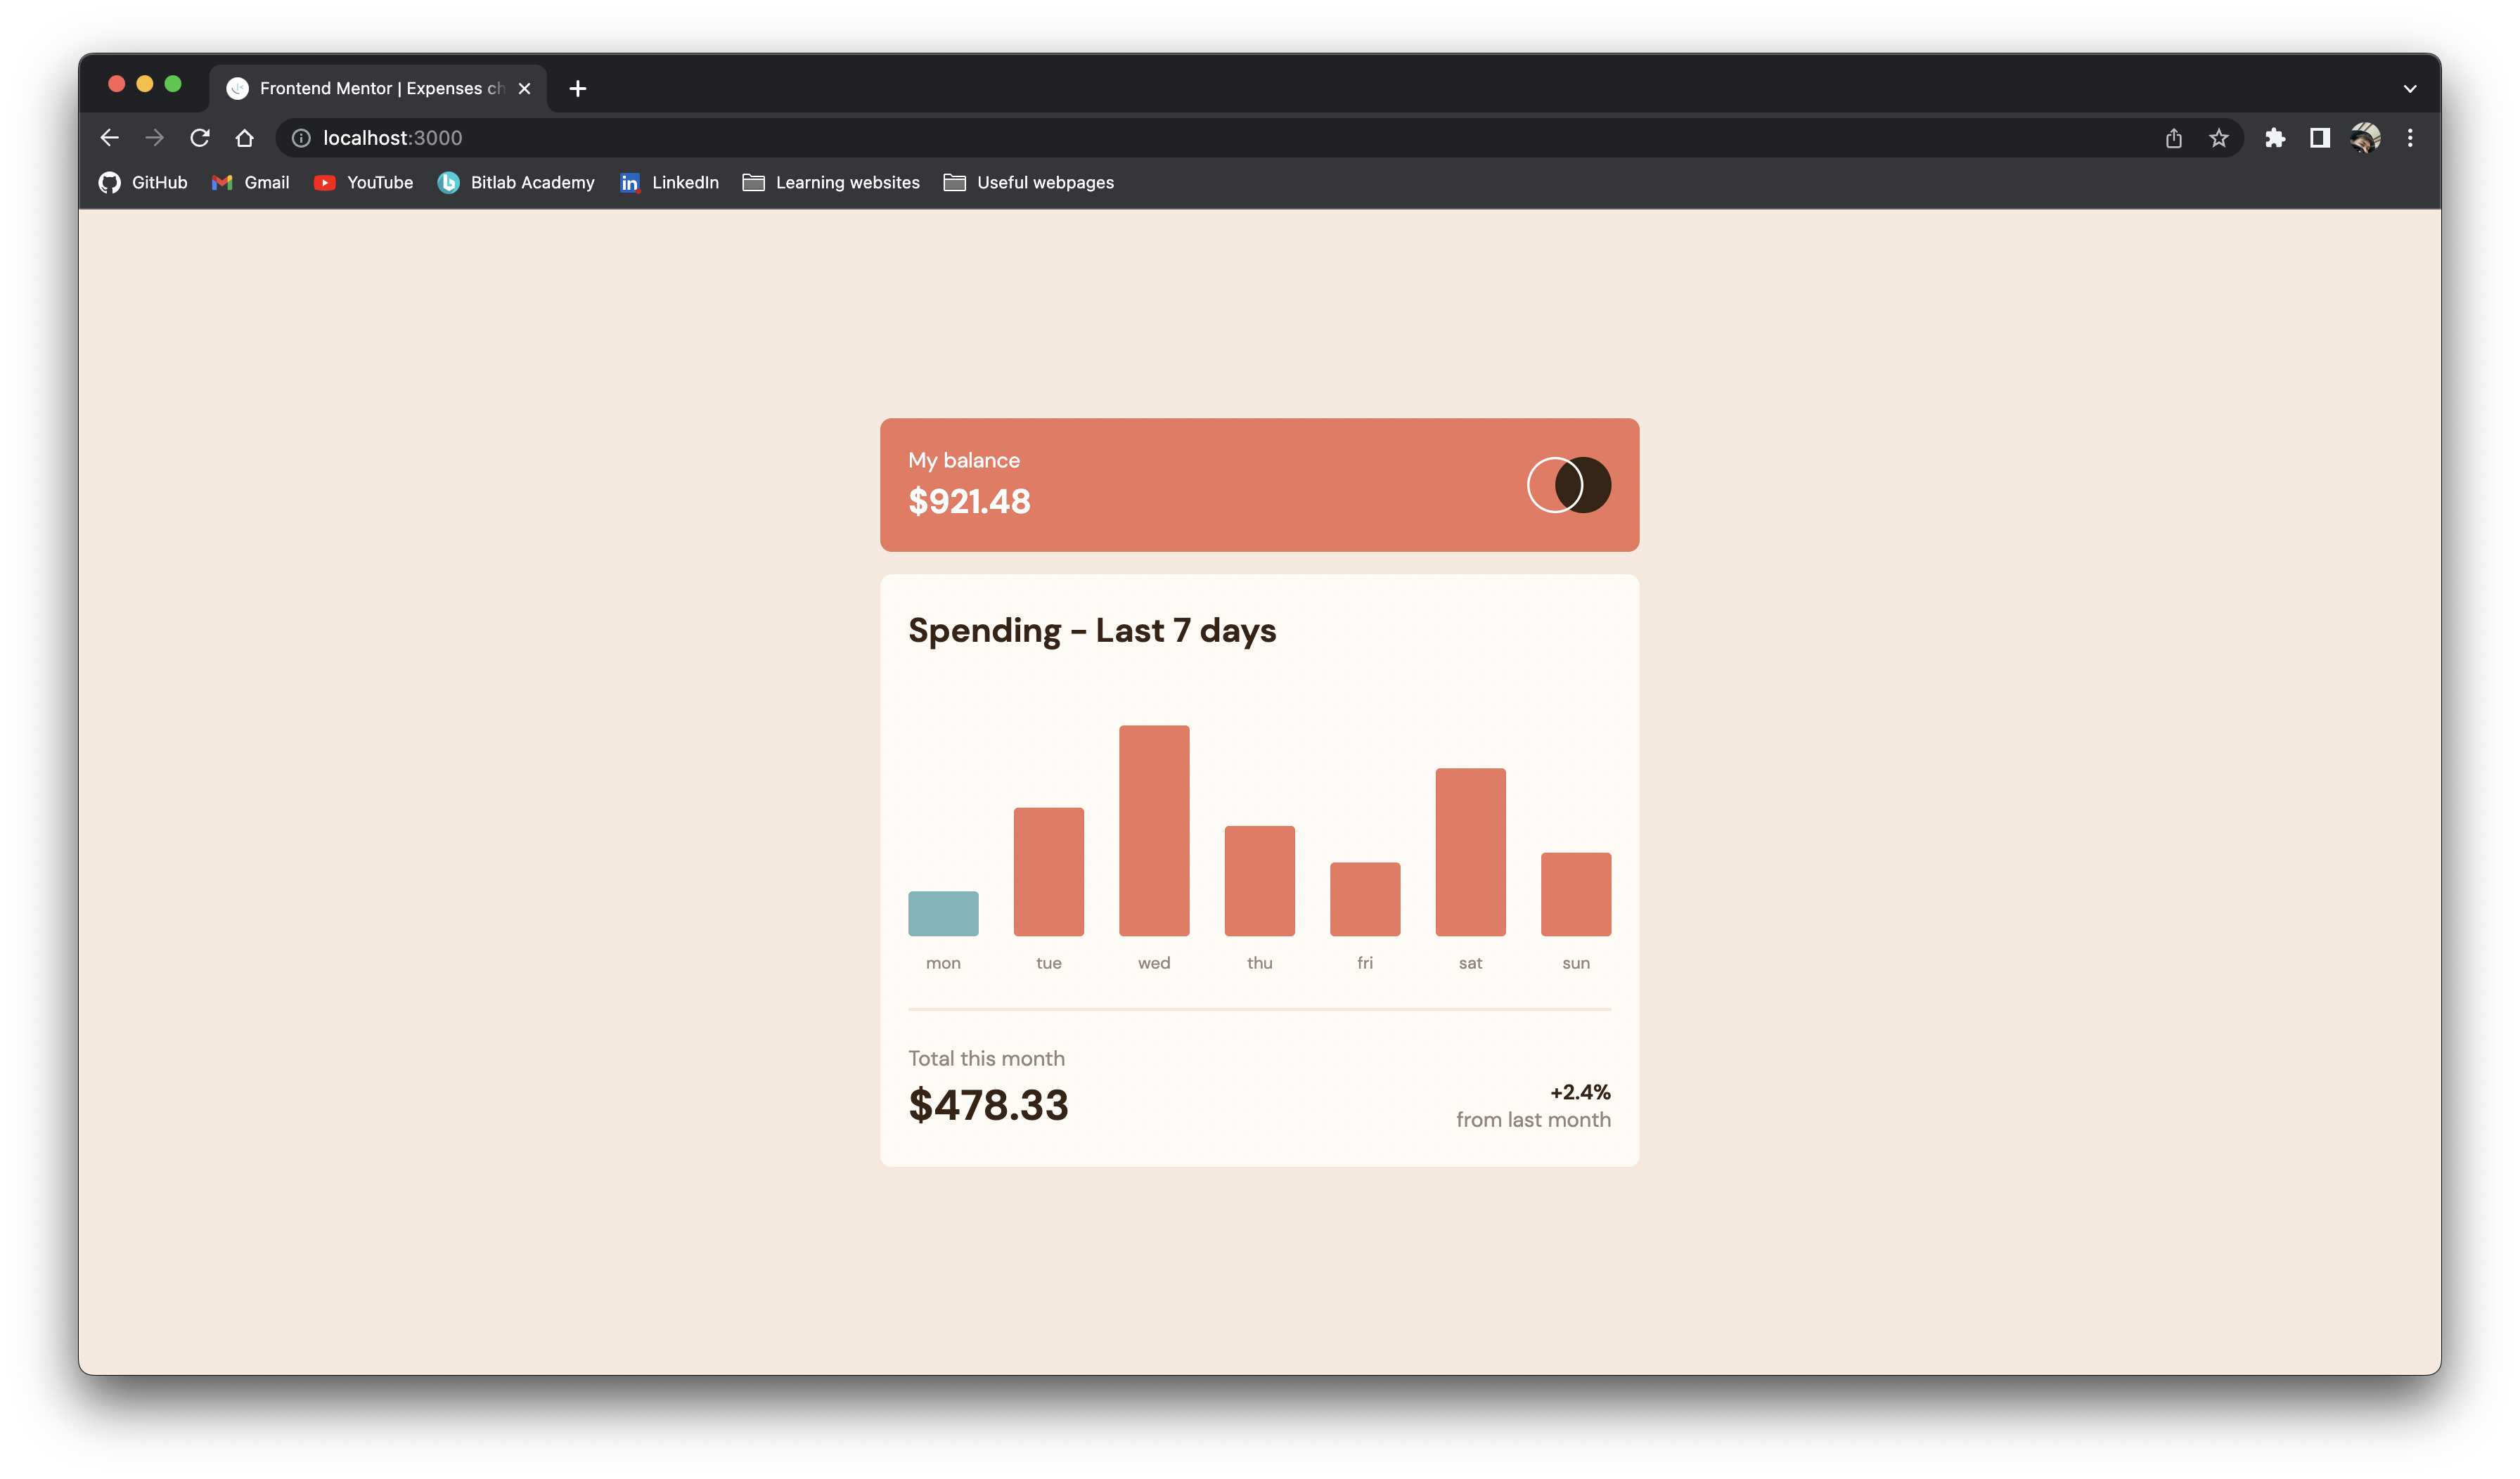 Frontend Mentor | Expenses ch
localhost:3000
GitHub Gmail YouTube Bitlab Academy LinkedIn Learning websites Useful webpages
My balance
$921.48
Spending - Last 7 days
mon tue wed thu fri sat sun
Total this month
$478.33
+2.4%
from last month